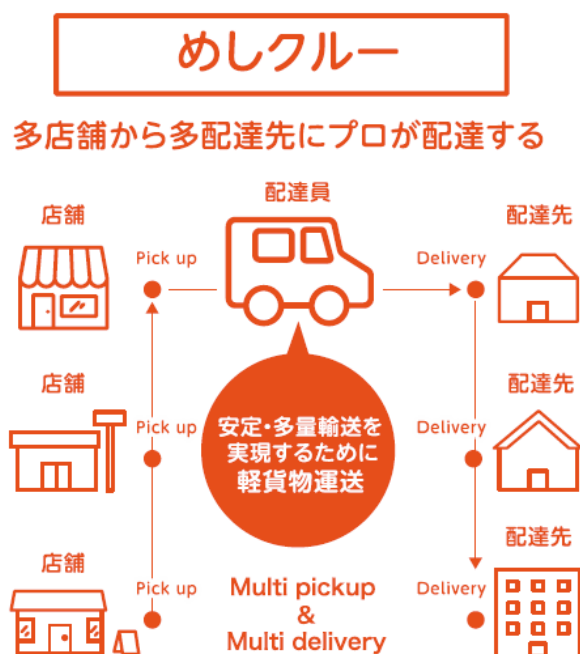 めしクルー
多店舗から多配達先にプロが配達する
配達員
店舗
配達先
Pick up
Delivery
店舗
配達先
Pick up
Delivery
安定・多量輸送を
実現するために
軽貨物運送
店舗
配達先
Pick up
Delivery
Multi pickup
&
Multi delivery